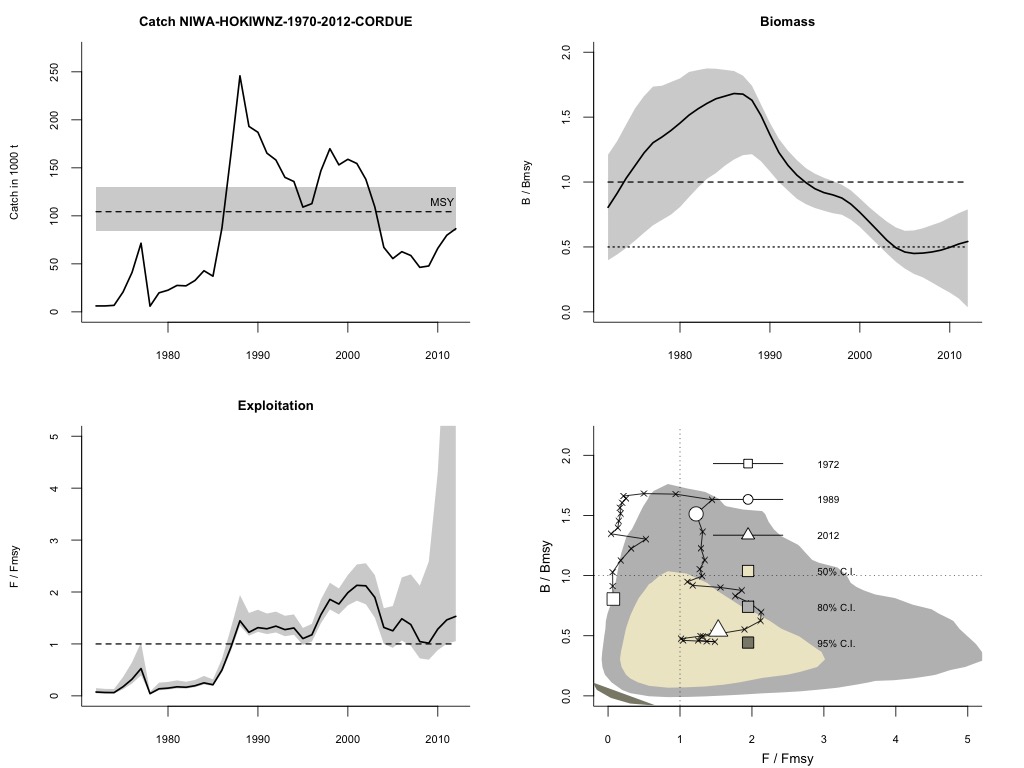 Catch NIWA-HOKIWNZ-1970-2012-CORDUE
Catch in 1000 t
0 50 100 150 200 250
MSY
1980 1990 2000 2010
Biomass
B / Bmsy
0.0 0.5 1.0 1.5 2.0
1980 1990 2000 2010
Exploitation
F / Fmsy
0 1 2 3 4 5
1980 1990 2000 2010
B / Bmsy
0.0 0.5 1.0 1.5 2.0
1972
1989
2012
50% C.I.
80% C.I.
95% C.I.
0 1 2 3 4 5
F / Fmsy